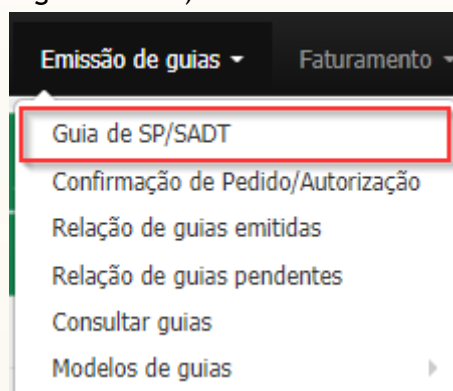 Emissão de guias Faturamento
Guia de SP/SADT
Confirmação de Pedido/Autorização
Relação de guias emitidas
Relação de guias pendentes
Consultar guias
Modelos de guias